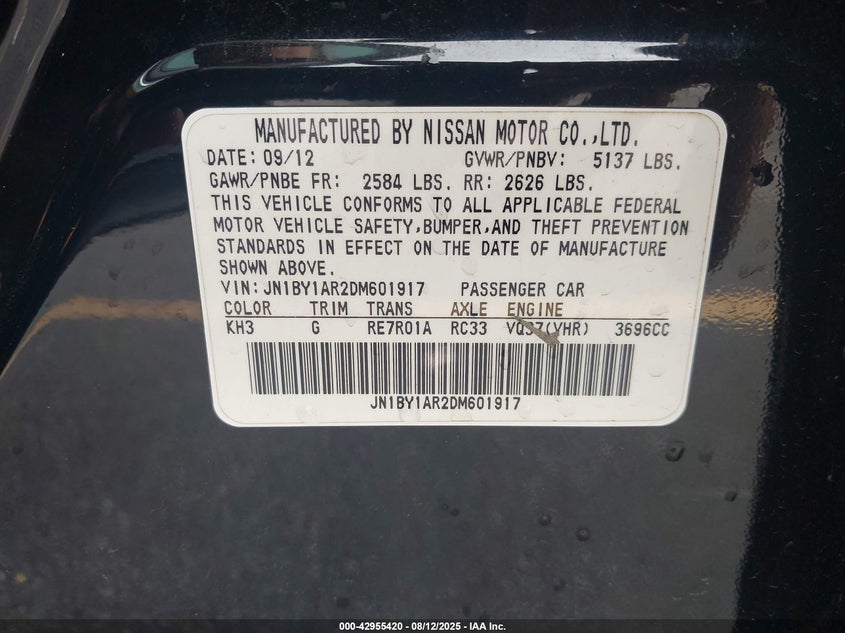 MANUFACTURED BY NISSAN MOTOR CO.,LTD.
DATE: 09/12 GVWR/PNBV: 5137 LBS.
GAWR/PNBE FR: 2584 LBS. RR: 2626 LBS.
THIS VEHICLE CONFORMS TO ALL APPLICABLE FEDERAL
MOTOR VEHICLE SAFETY,BUMPER,AND THEFT PREVENTION
STANDARDS IN EFFECT ON THE DATE OF MANUFACTURE
SHOWN ABOVE.
VIN: JN1BY1AR2DM601917 PASSENGER CAR
COLOR TRIM TRANS AXLE ENGINE
KH3 G RE7R01A RC33 VQ37(VHR) 3696CC
JN1BY1AR2DM601917
000-42955420 - 08/12/2025 - IAA Inc.